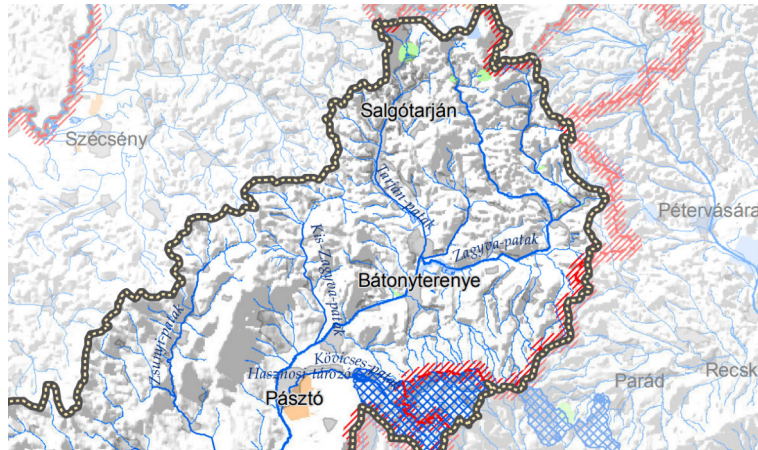 Salgótarján
Szécsény
Tarján-patak
Pétervására
Kis-Zagyva-patak
Zagyva-patak
Bátonyterenye
Zsunyi-patak
Kövicses-patak
Hasznosi-tározó
Parád
Recsk
Pásztó